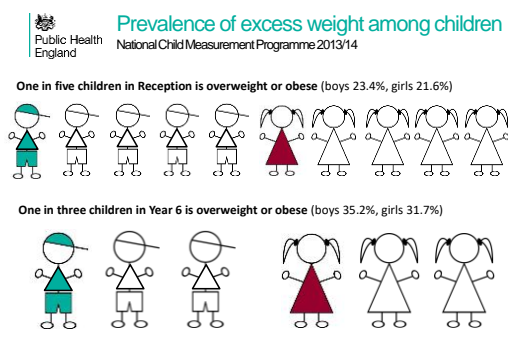 Public Health
England
Prevalence of excess weight among children
National Child Measurement Programme 2013/14
One in five children in Reception is overweight or obese (boys 23.4%, girls 21.6%)
One in three children in Year 6 is overweight or obese (boys 35.2%, girls 31.7%)